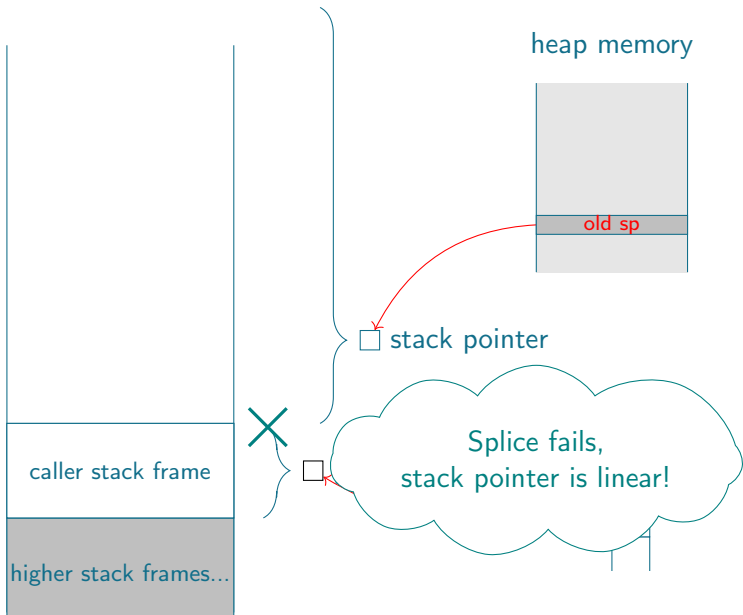 heap memory
old sp
stack pointer
Splice fails,
stack pointer is linear!
caller stack frame
higher stack frames...